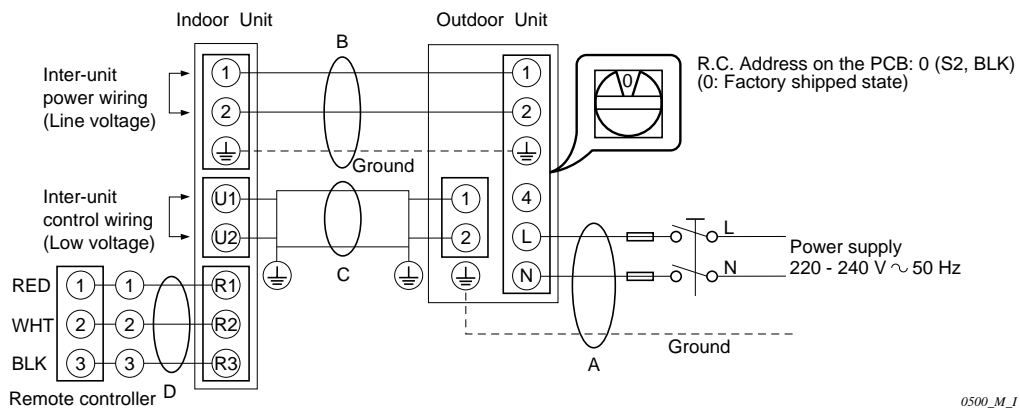 Indoor Unit
Outdoor Unit
B
R.C. Address on the PCB: 0 (S2, BLK)
(0: Factory shipped state)
0
Inter-unit
power wiring
(Line voltage)
1
2
1
2
Ground
Inter-unit
control wiring
(Low voltage)
U1
U2
C
1
2
4
L
N
L
N
Power supply
220 - 240 V ~ 50 Hz
Ground
A
RED
1
1
R1
WHT
2
2
R2
BLK
3
3
R3
Remote controller
D
0500_M_I